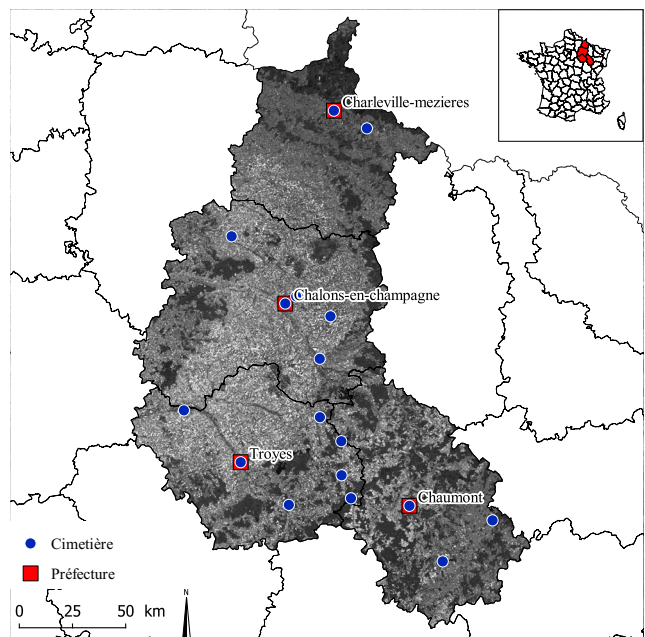 Charleville-mezieres
Chalons-en-champagne
Troyes
Chaumont
Cimetière
Préfecture
0 25 50 km
N